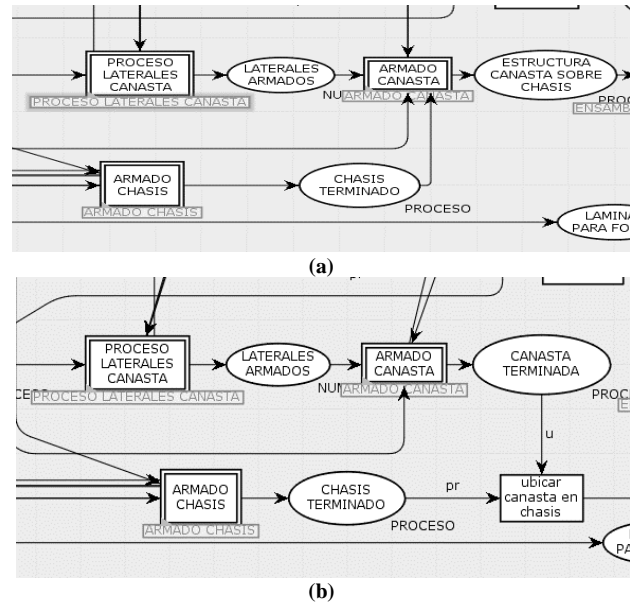 PROCESO
LATERALES
CANASTA
PROCESO LATERALES CANASTA
LATERALES
ARMADOS
ARMADO
CANASTA
ARMADO CANASTA
ESTRUCTURA
CANASTA SOBRE
CHASIS
ARMADO
CHASIS
ARMADO CHASIS
CHASIS
TERMINADO
PROCESO
(a)
PROCESO
LATERALES
CANASTA
PROCESO LATERALES CANASTA
LATERALES
ARMADOS
ARMADO
CANASTA
ARMADO CANASTA
CANASTA
TERMINADA
u
ARMADO
CHASIS
ARMADO CHASIS
CHASIS
TERMINADO
pr
PROCESO
ubicar
canasta en
chasis
(b)